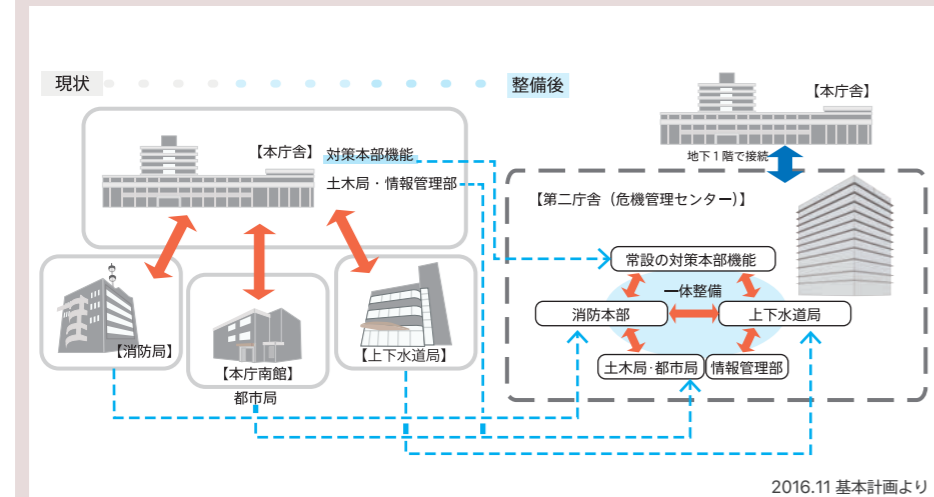 現状
整備後
【本庁舎】
対策本部機能
土木局・情報管理部
【消防局】
【本庁南館】
都市局
【上下水道局】
【本庁舎】
地下1階で接続
【第二庁舎（危機管理センター）】
常設の対策本部機能
一体整備
消防本部
上下水道局
土木局・都市局
情報管理部
2016.11 基本計画より